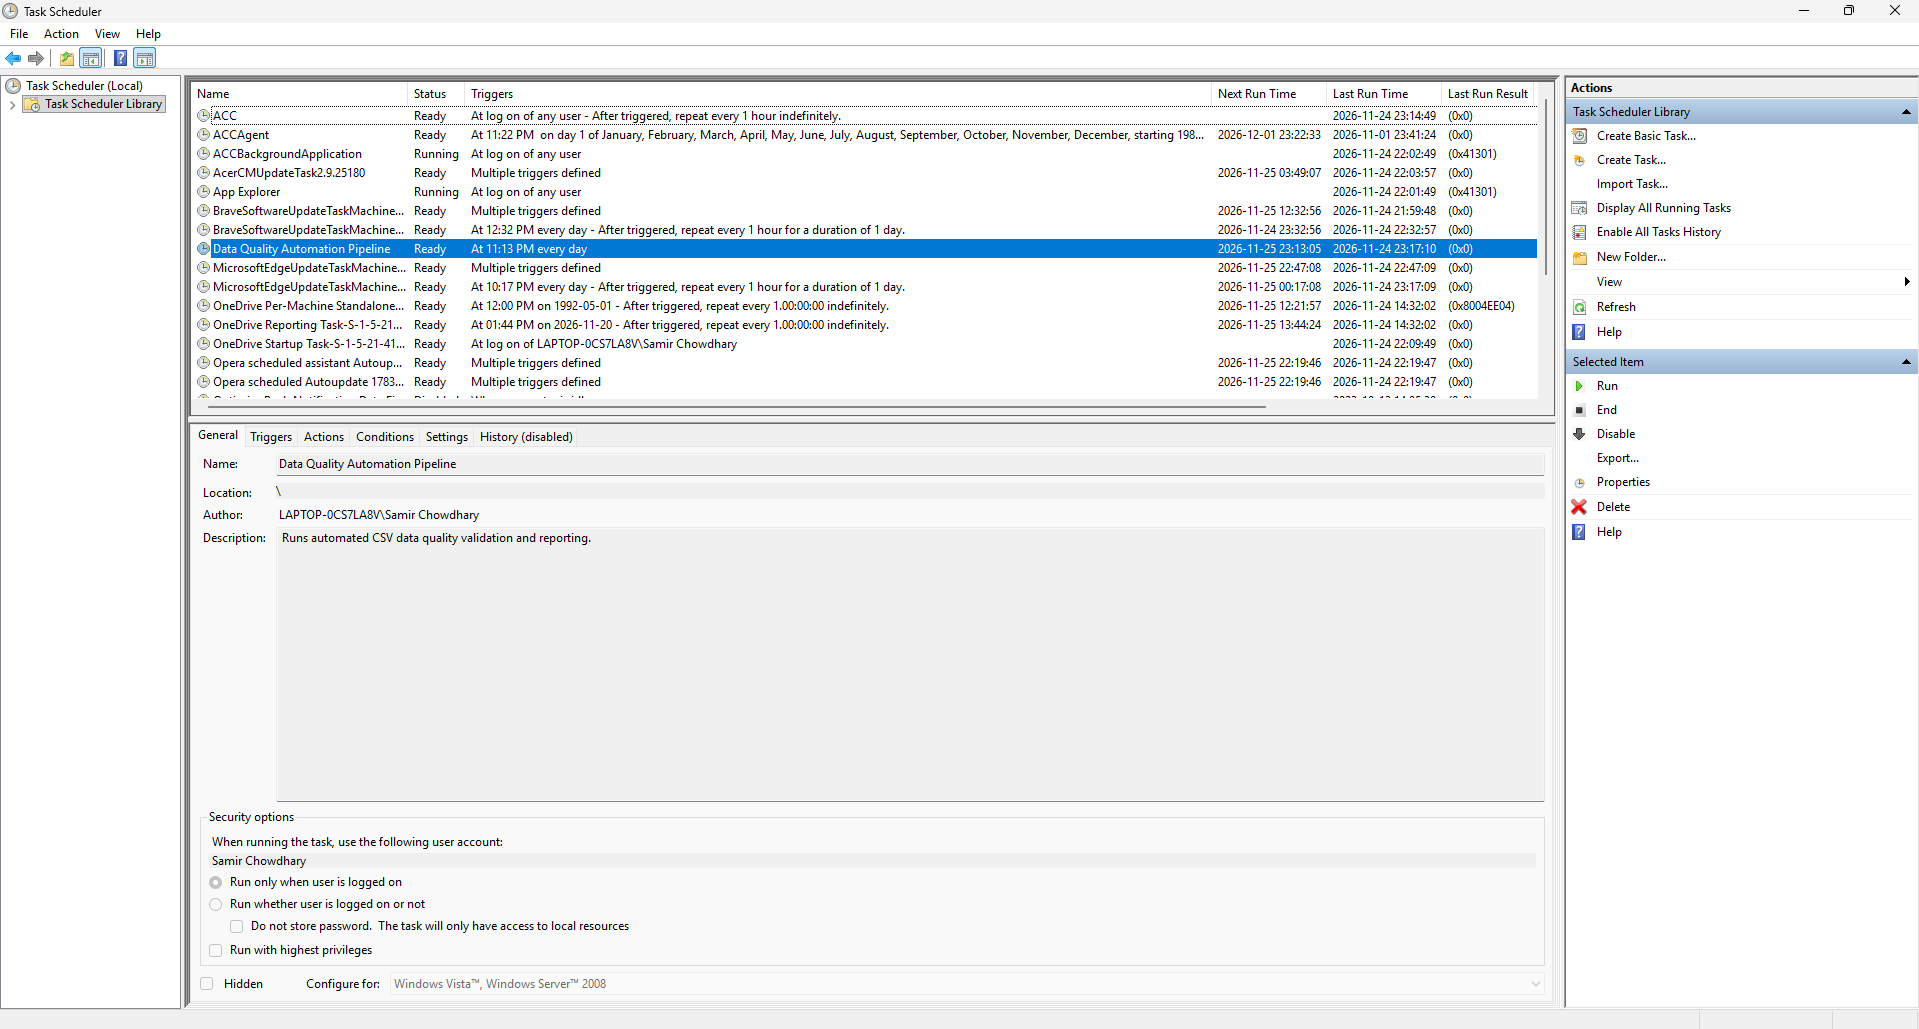 Task Scheduler
File Action View Help
Task Scheduler (Local)
Task Scheduler Library
Name Status Triggers Next Run Time Last Run Time Last Run Result
ACC Ready At log on of any user - After triggered, repeat every 1 hour indefinitely. 2026-11-24 23:14:49 (0x0)
ACCAgent Ready At 11:22 PM on day 1 of January, February, March, April, May, June, July, August, September, October, November, December, starting 198... 2026-12-01 23:22:33 2026-11-01 23:41:24 (0x0)
ACCBackgroundApplication Running At log on of any user 2026-11-24 22:02:49 (0x41301)
AcerCMUpdateTask2.9.25180 Ready Multiple triggers defined 2026-11-25 03:49:07 2026-11-24 22:03:57 (0x0)
App Explorer Running At log on of any user 2026-11-24 22:01:49 (0x41301)
BraveSoftwareUpdateTaskMachine... Ready Multiple triggers defined 2026-11-25 12:32:56 2026-11-24 21:59:48 (0x0)
BraveSoftwareUpdateTaskMachine... Ready At 12:32 PM every day - After triggered, repeat every 1 hour for a duration of 1 day. 2026-11-24 23:32:56 2026-11-24 22:32:57 (0x0)
Data Quality Automation Pipeline Ready At 11:13 PM every day 2026-11-25 23:13:05 2026-11-24 23:17:10 (0x0)
MicrosoftEdgeUpdateTaskMachine... Ready Multiple triggers defined 2026-11-25 22:47:08 2026-11-24 22:47:09 (0x0)
MicrosoftEdgeUpdateTaskMachine... Ready At 10:17 PM every day - After triggered, repeat every 1 hour for a duration of 1 day. 2026-11-25 00:17:08 2026-11-24 23:17:09 (0x0)
OneDrive Per-Machine Standalone... Ready At 12:00 PM on 1992-05-01 - After triggered, repeat every 1.00:00:00 indefinitely. 2026-11-25 12:21:57 2026-11-24 14:32:02 (0x8004EE04)
OneDrive Reporting Task-S-1-5-21... Ready At 01:44 PM on 2026-11-20 - After triggered, repeat every 1.00:00:00 indefinitely. 2026-11-25 13:44:24 2026-11-24 14:32:02 (0x0)
OneDrive Startup Task-S-1-5-21-41... Ready At log on of LAPTOP-0CS7LA8V\Samir Chowdhary 2026-11-24 22:09:49 (0x0)
Opera scheduled assistant Autoup... Ready Multiple triggers defined 2026-11-25 22:19:46 2026-11-24 22:19:47 (0x0)
Opera scheduled Autoupdate 1783... Ready Multiple triggers defined 2026-11-25 22:19:46 2026-11-24 22:19:47 (0x0)
General Triggers Actions Conditions Settings History (disabled)
Name: Data Quality Automation Pipeline
Location: \
Author: LAPTOP-0CS7LA8V\Samir Chowdhary
Description: Runs automated CSV data quality validation and reporting.
Security options
When running the task, use the following user account:
Samir Chowdhary
Run only when user is logged on
Run whether user is logged on or not
Do not store password. The task will only have access to local resources
Run with highest privileges
Hidden Configure for: Windows Vista™, Windows Server™ 2008
Actions
Task Scheduler Library
Create Basic Task...
Create Task...
Import Task...
Display All Running Tasks
Enable All Tasks History
New Folder...
View
Refresh
Help
Selected Item
Run
End
Disable
Export...
Properties
Delete
Help